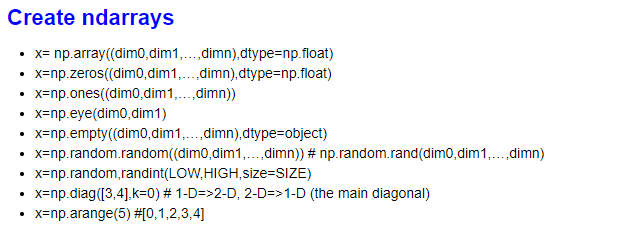 Create ndarrays
• x= np.array((dim0,dim1,…,dimn),dtype=np.float)
• x=np.zeros((dim0,dim1,…,dimn),dtype=np.float)
• x=np.ones((dim0,dim1,…,dimn))
• x=np.eye(dim0,dim1)
• x=np.empty((dim0,dim1,…,dimn),dtype=object)
• x=np.random.random((dim0,dim1,…,dimn)) # np.random.rand(dim0,dim1,…,dimn)
• x=np.random,randint(LOW,HIGH,size=SIZE)
• x=np.diag([3,4],k=0) # 1-D=>2-D, 2-D=>1-D (the main diagonal)
• x=np.arange(5) #[0,1,2,3,4]